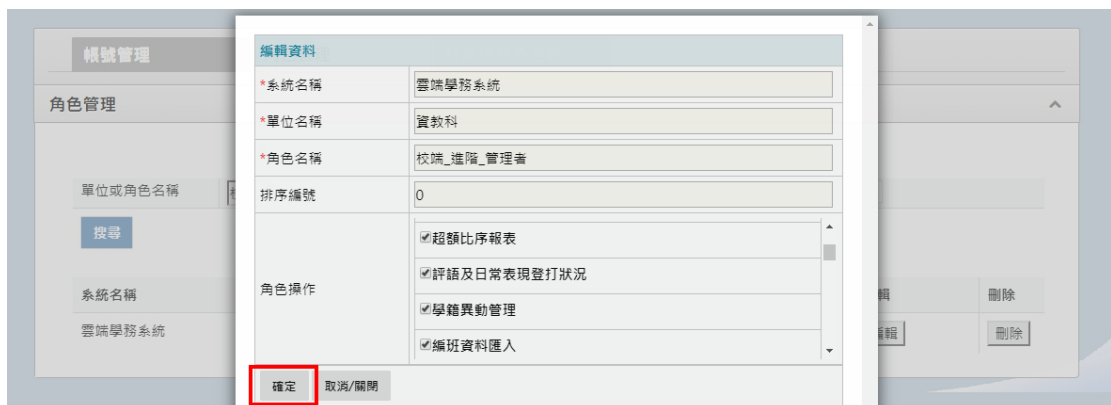 帳號管理
角色管理
單位或角色名稱
搜尋
系統名稱
雲端學務系統
編輯資料
*系統名稱
雲端學務系統
*單位名稱
資教科
*角色名稱
校端_進階_管理者
排序編號
0
角色操作
超額比序報表
評語及日常表現登打狀況
學籍異動管理
編班資料匯入
確定
取消/關閉
輯
刪除
輯
刪除